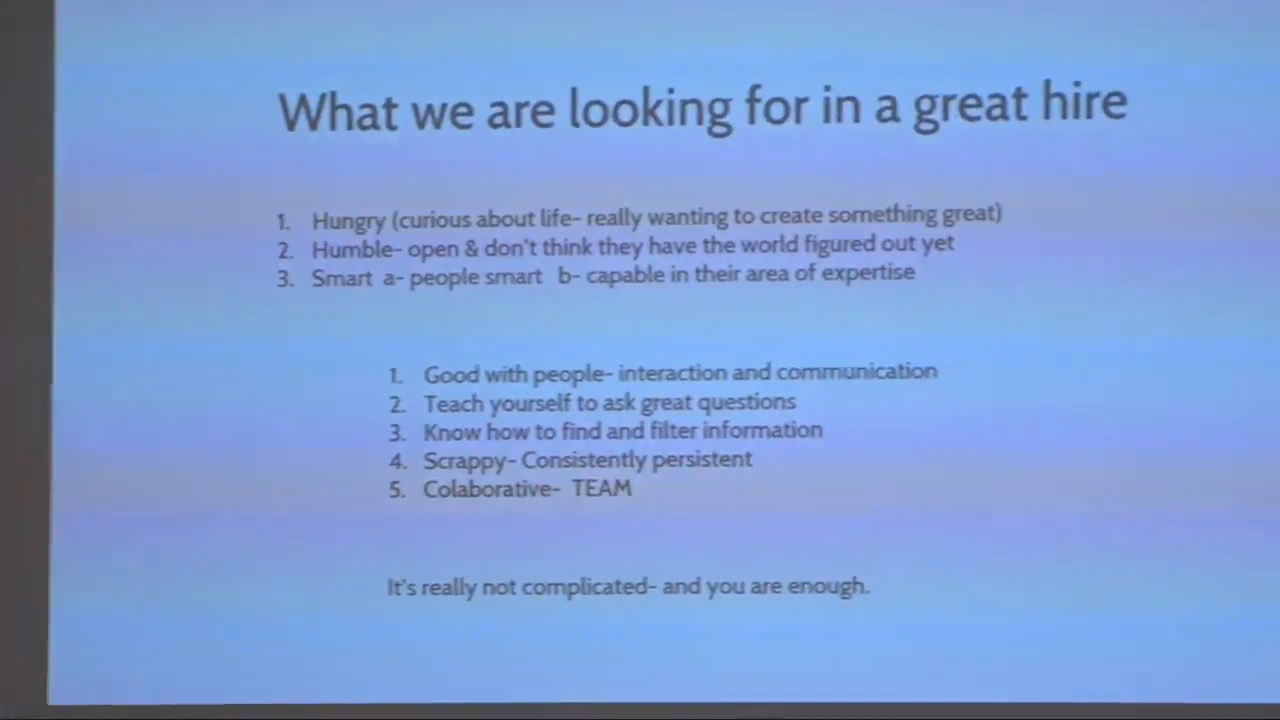 What we are looking for in a great hire
1. Hungry (curious about life- really wanting to create something great)
2. Humble- open & don't think they have the world figured out yet
3. Smart a- people smart b- capable in their area of expertise
1. Good with people- interaction and communication
2. Teach yourself to ask great questions
3. Know how to find and filter information
4. Scrappy- Consistently persistent
5. Colaborative- TEAM
It's really not complicated- and you are enough.